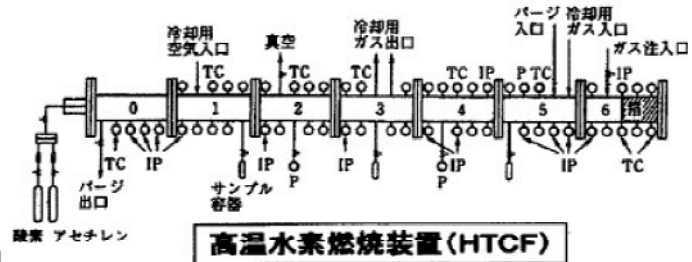 冷却用
空気入口
真空
冷却用
ガス出口
パージ
入口
冷却用
ガス入口
ガス注入口
TC
TC
TC
TC IP
P TC
IP
0
1
2
3
4
5
6
TC
IP
IP
P
IP
IP
P
IP
TC
パージ
出口
サンプル
容器
酸素 アセチレン
高温水素燃焼装置(HTCF)